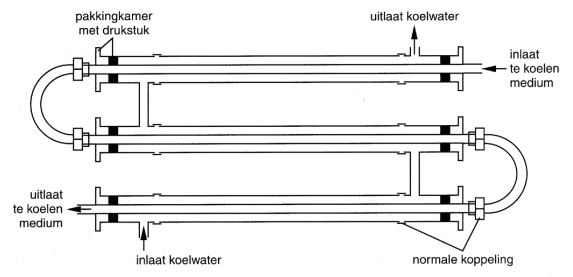 pakkingkamer
met drukstuk
uitlaat koelwater
inlaat
te koelen
medium
uitlaat
te koelen
medium
inlaat koelwater
normale koppeling